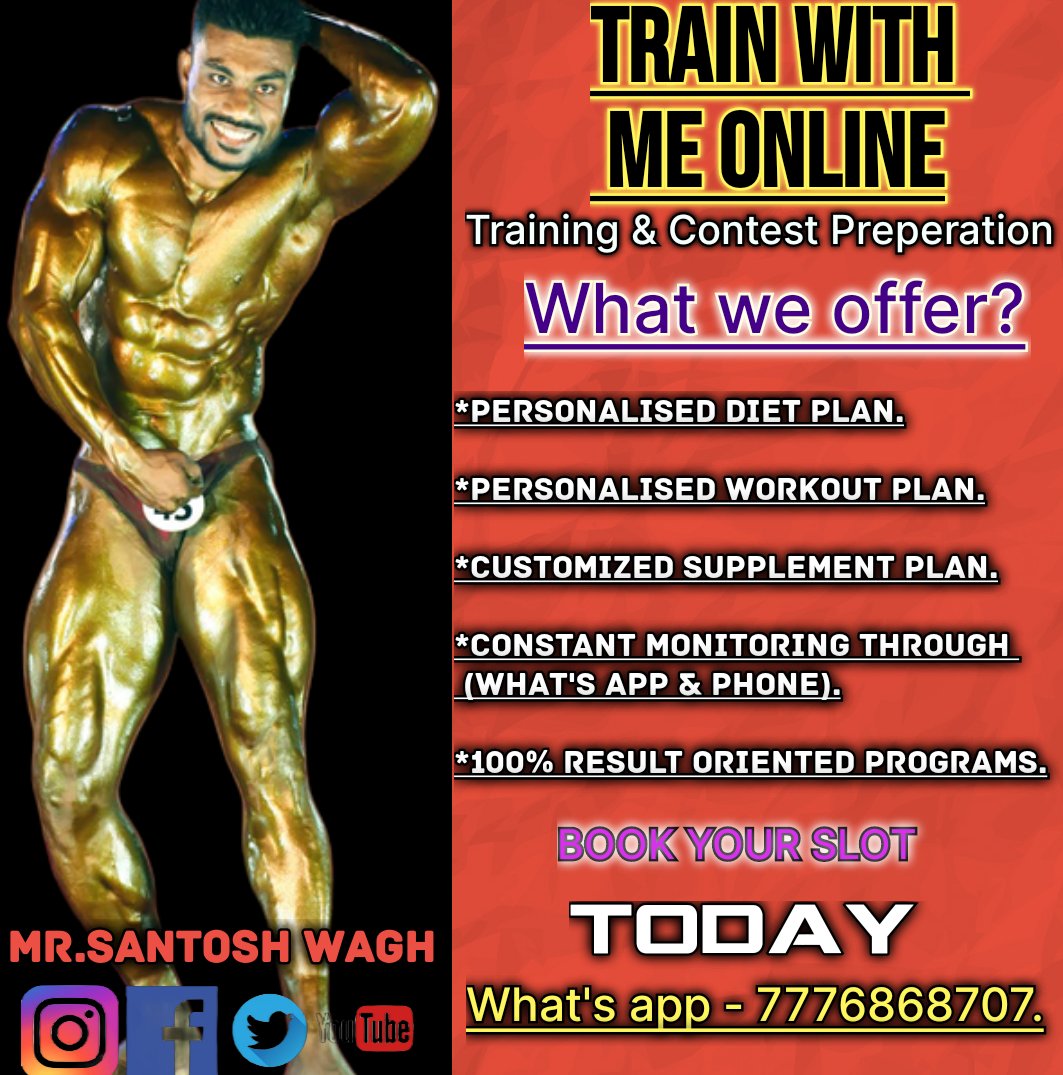 TRAIN WITH
ME ONLINE
Training & Contest Preperation
What we offer?
*PERSONALISED DIET PLAN.
*PERSONALISED WORKOUT PLAN.
*CUSTOMIZED SUPPLEMENT PLAN.
*CONSTANT MONITORING THROUGH
(WHAT'S APP & PHONE).
*100% RESULT ORIENTED PROGRAMS.
BOOK YOUR SLOT
TODAY
What's app - 7776868707.
45
MR.SANTOSH WAGH
YouTube